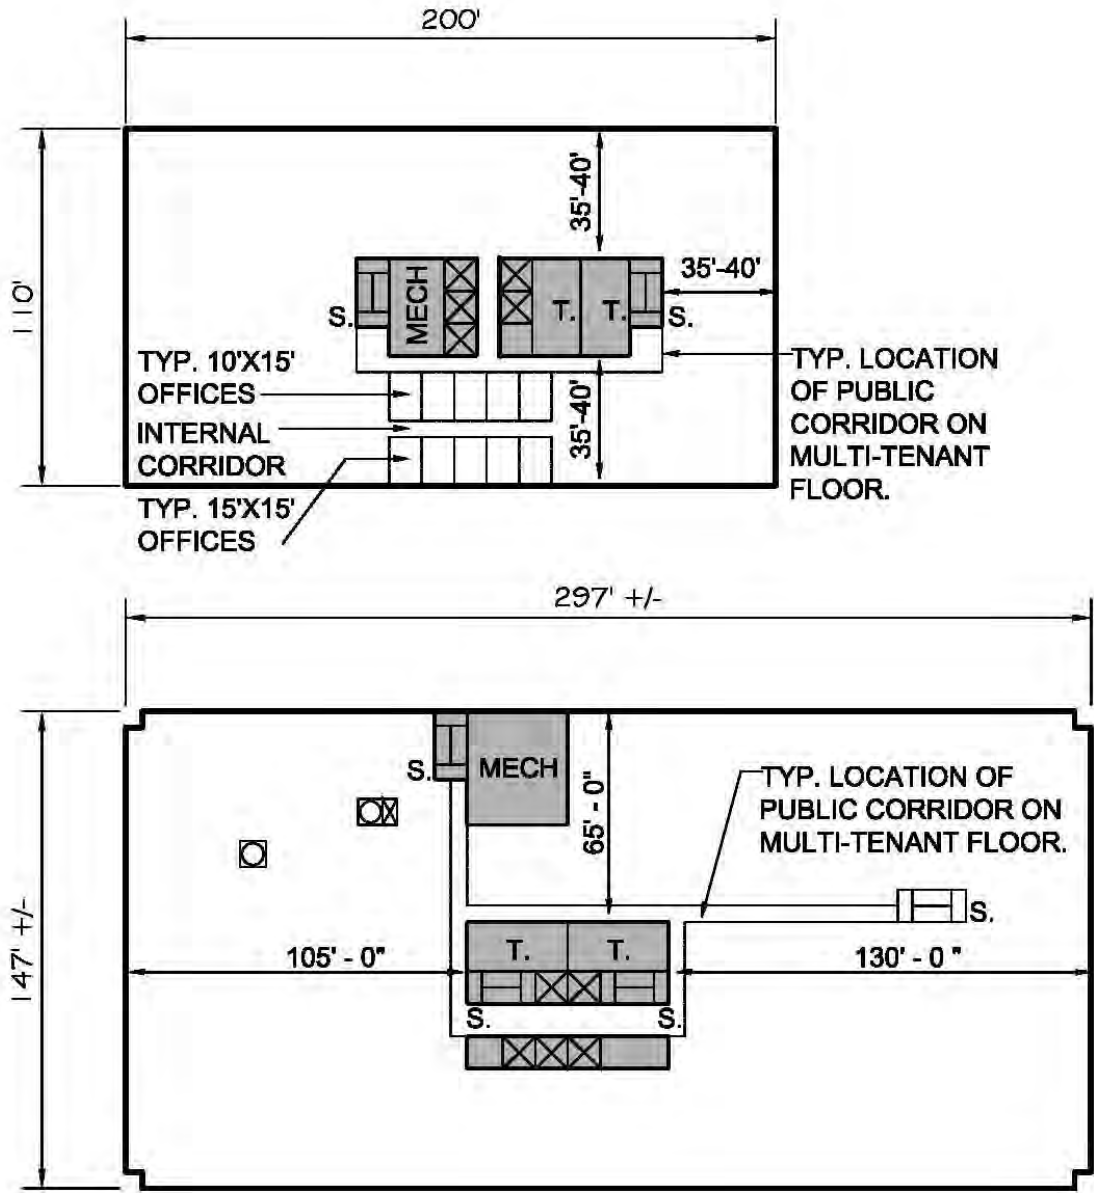 200'
110'
35'-40'
35'-40'
MECH
S.
T.
T.
S.
TYP. 10'X15'
OFFICES
INTERNAL
CORRIDOR
TYP. 15'X15'
OFFICES
35'-40'
TYP. LOCATION
OF PUBLIC
CORRIDOR ON
MULTI-TENANT
FLOOR.
297' +/-
147' +/-
S.
MECH
65' - 0"
TYP. LOCATION OF
PUBLIC CORRIDOR ON
MULTI-TENANT FLOOR.
S.
105' - 0"
T.
T.
130' - 0 "
S.
S.